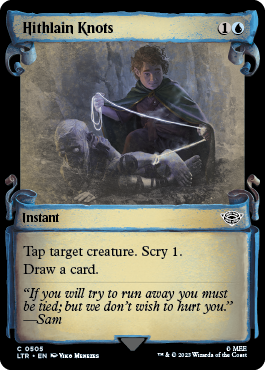 Hithlain Knots
1
Instant
Tap target creature. Scry 1.
Draw a card.
“If you will try to run away you must
be tied; but we don’t wish to hurt you.”
—Sam
C 0505
LTR • EN Yiko Menezes
© MEE
™ & © 2023 Wizards of the Coast